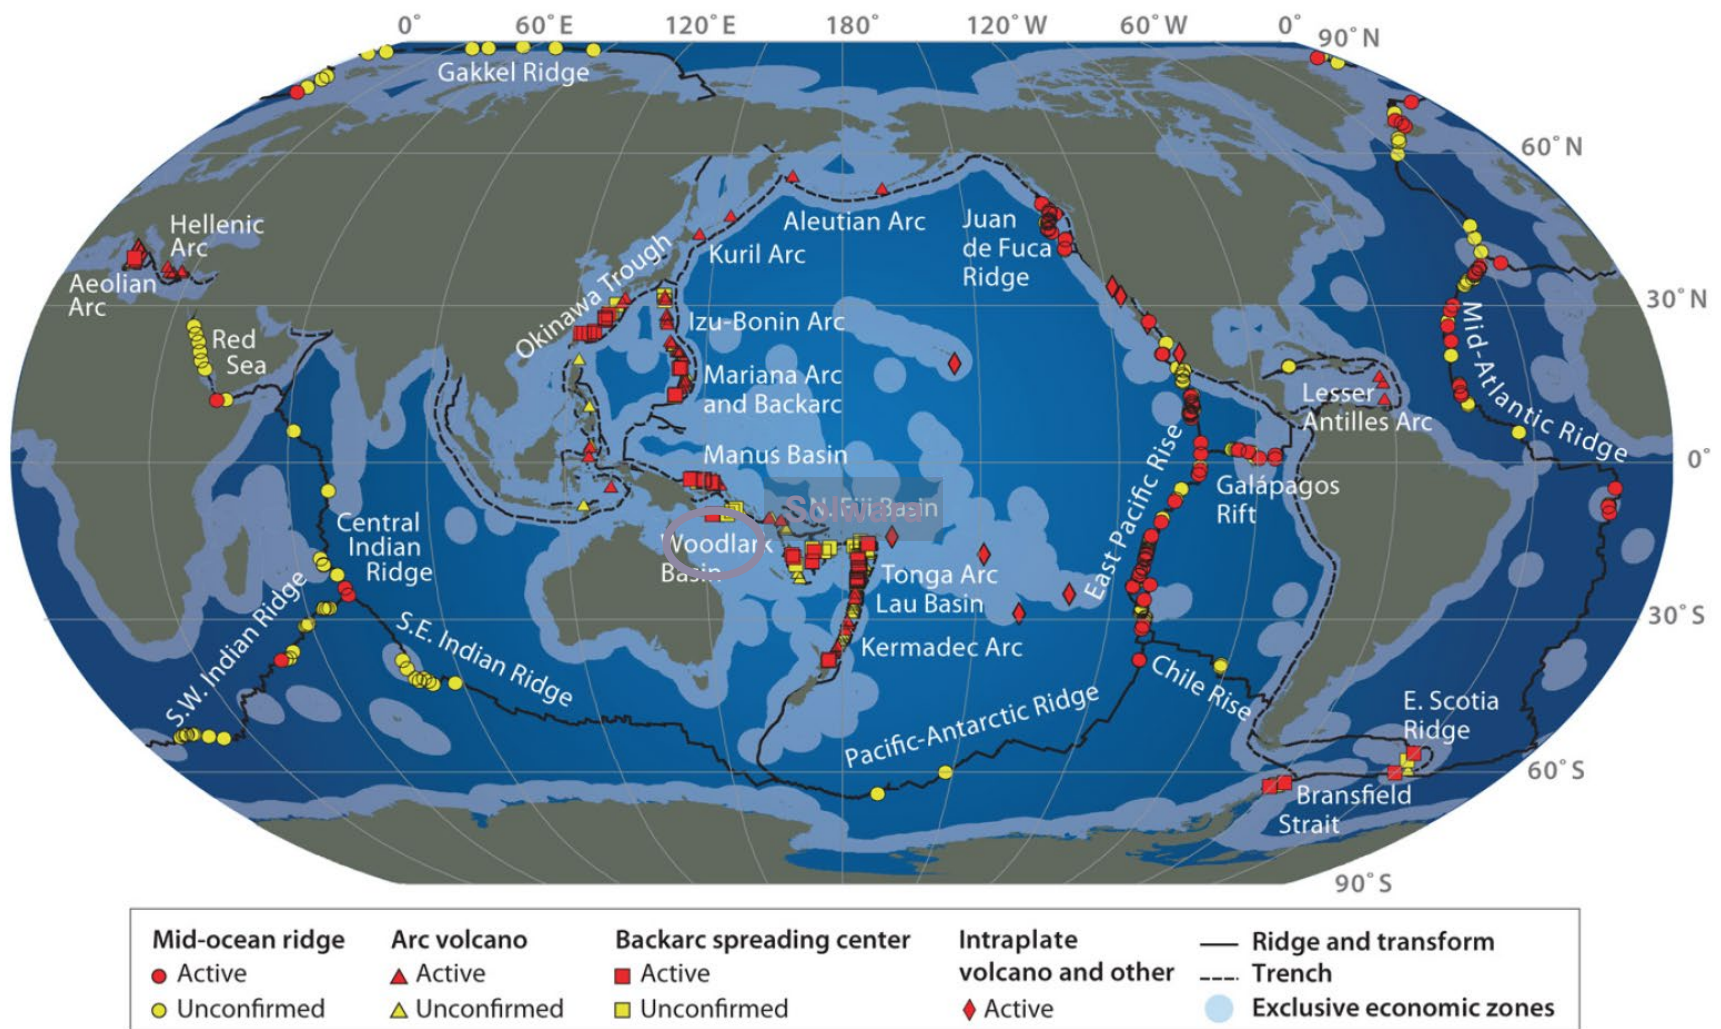 0°
60°E
120°E
180°
120°W
60°W
0°
90°N
Gakkel Ridge
60°N
Hellenic
Arc
Aleutian Arc
Juan
de Fuca
Ridge
Kuril Arc
Aeolian
Arc
Okinawa Trough
30°N
Izu-Bonin Arc
Red
Sea
Mid-Atlantic Ridge
Mariana Arc
and Backarc
Lesser
Antilles Arc
Manus Basin
0°
East Pacific Rise
Galápagos
Rift
Solwara
N. Fiji Basin
Central
Indian
Ridge
Woodlark
Basin
Tonga Arc
Lau Basin
S.W. Indian Ridge
S.E. Indian Ridge
30°S
Kermadec Arc
Chile Rise
Pacific-Antarctic Ridge
E. Scotia
Ridge
60°S
Bransfield
Strait
90°S
Mid-ocean ridge
Active
Unconfirmed
Arc volcano
Active
Unconfirmed
Backarc spreading center
Active
Unconfirmed
Intraplate
volcano and other
Active
Ridge and transform
Trench
Exclusive economic zones